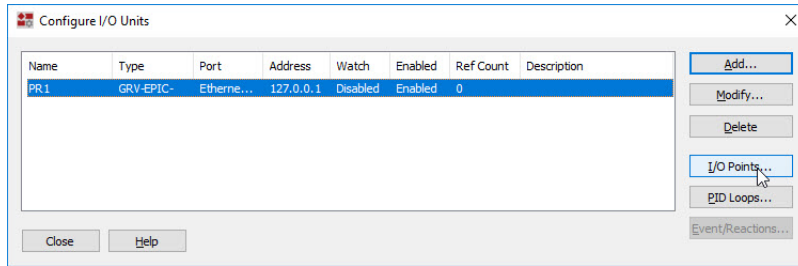 Configure I/O Units
Name Type Port Address Watch Enabled Ref Count Description
PR1 GRV-EPIC- Etherne... 127.0.0.1 Disabled Enabled 0
Add...
Modify...
Delete
I/O Points...
PID Loops...
Event/Reactions...
Close Help